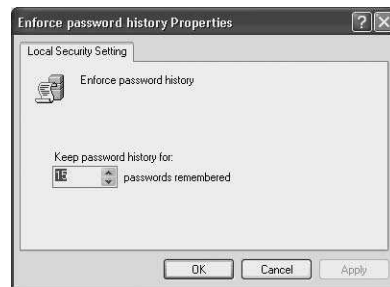 Enforce password history Properties
Local Security Setting
Enforce password history
Keep password history for:
15 passwords remembered
OK Cancel Apply